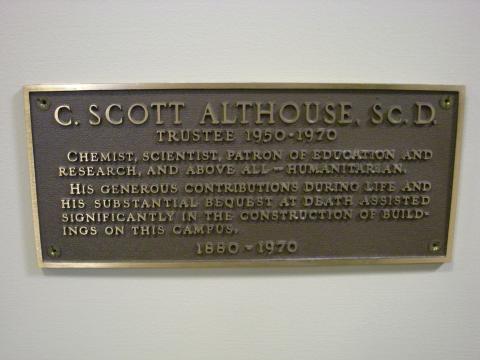 C. SCOTT ALTHOUSE, SC. D.
TRUSTEE 1950-1970
CHEMIST, SCIENTIST, PATRON OF EDUCATION AND
RESEARCH, AND ABOVE ALL — HUMANITARIAN.
HIS GENEROUS CONTRIBUTIONS DURING LIFE AND
HIS SUBSTANTIAL BEQUEST AT DEATH ASSISTED
SIGNIFICANTLY IN THE CONSTRUCTION OF BUILD-
INGS ON THIS CAMPUS.
1880-1970